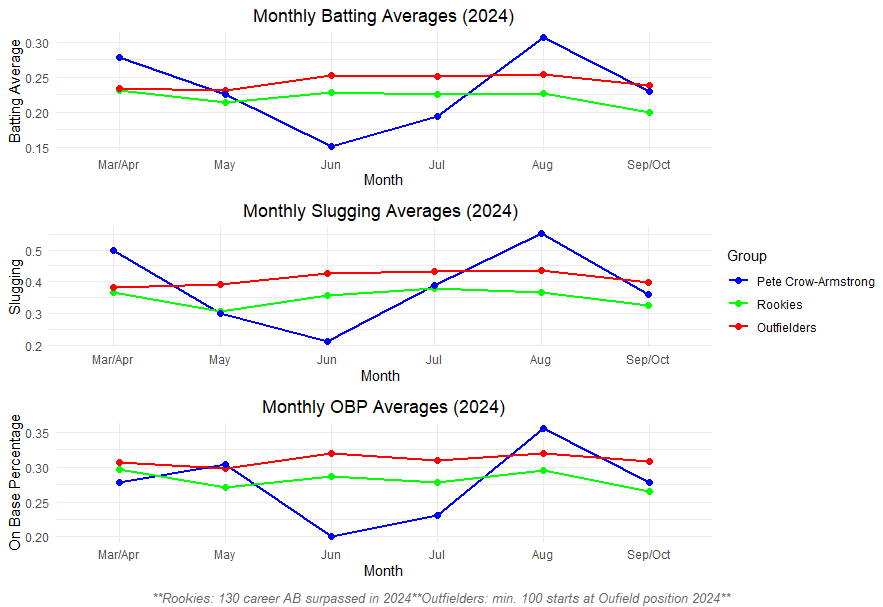 Monthly Batting Averages (2024)
Batting Average
0.30
0.25
0.20
0.15
Mar/Apr May Jun Jul Aug Sep/Oct
Month
Monthly Slugging Averages (2024)
Slugging
0.5
0.4
0.3
0.2
Mar/Apr May Jun Jul Aug Sep/Oct
Month
Group
Pete Crow-Armstrong
Rookies
Outfielders
Monthly OBP Averages (2024)
On Base Percentage
0.35
0.30
0.25
0.20
Mar/Apr May Jun Jul Aug Sep/Oct
Month
**Rookies: 130 career AB surpassed in 2024**Outfielders: min. 100 starts at Oufield position 2024**